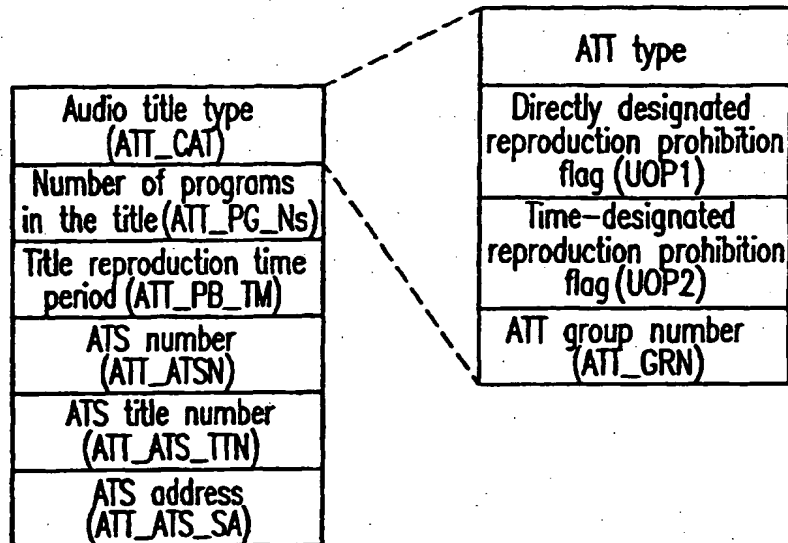 Audio title type
(ATT_CAT)
Number of programs
in the title (ATT_PG_Ns)
Title reproduction time
period (ATT_PB_TM)
ATS number
(ATT_ATSN)
ATS title number
(ATT_ATS_TTN)
ATS address
(ATT_ATS_SA)
ATT type
Directly designated
reproduction prohibition
flag (UOP1)
Time-designated
reproduction prohibition
flag (UOP2)
ATT group number
(ATT_GRN)